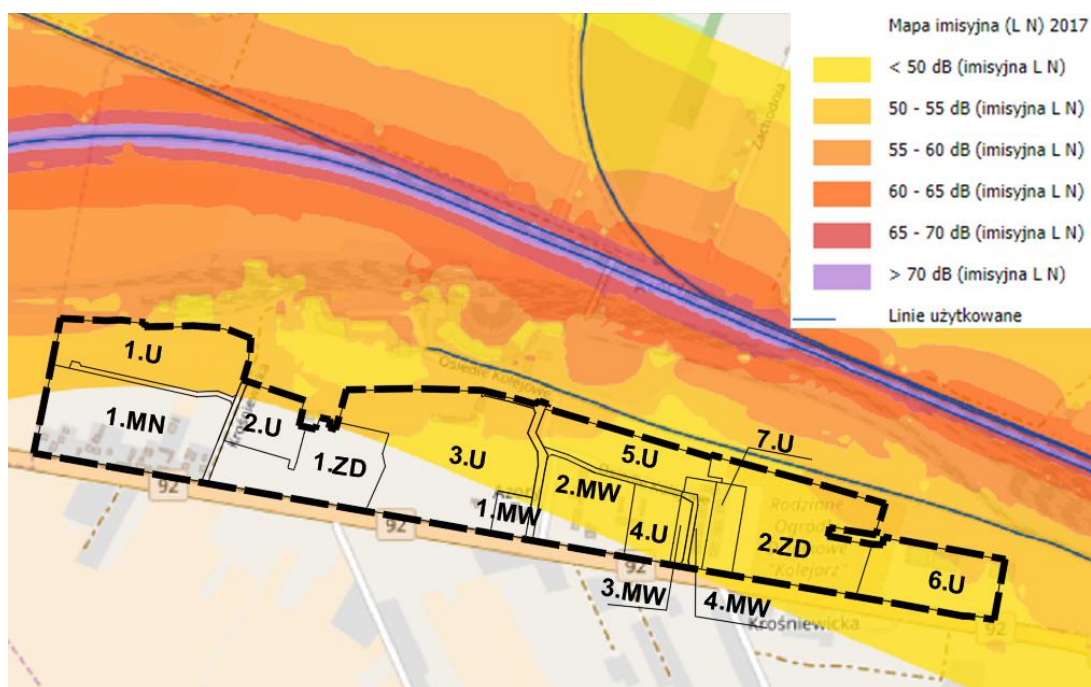 Mapa imisyjna (L N) 2017
< 50 dB (imisyjna L N)
50 - 55 dB (imisyjna L N)
55 - 60 dB (imisyjna L N)
60 - 65 dB (imisyjna L N)
65 - 70 dB (imisyjna L N)
> 70 dB (imisyjna L N)
Linie użytkowane
Zachodnia
Osiedle Kolejowe
1.U
1.MN
Krośniewicka
2.U
1.ZD
3.U
5.U
7.U
2.MW
1.MW
4.U
Rodzinne
Ogrody
"Kolejarz"
2.ZD
6.U
3.MW
4.MW
Krośniewicka
92
92
92
92